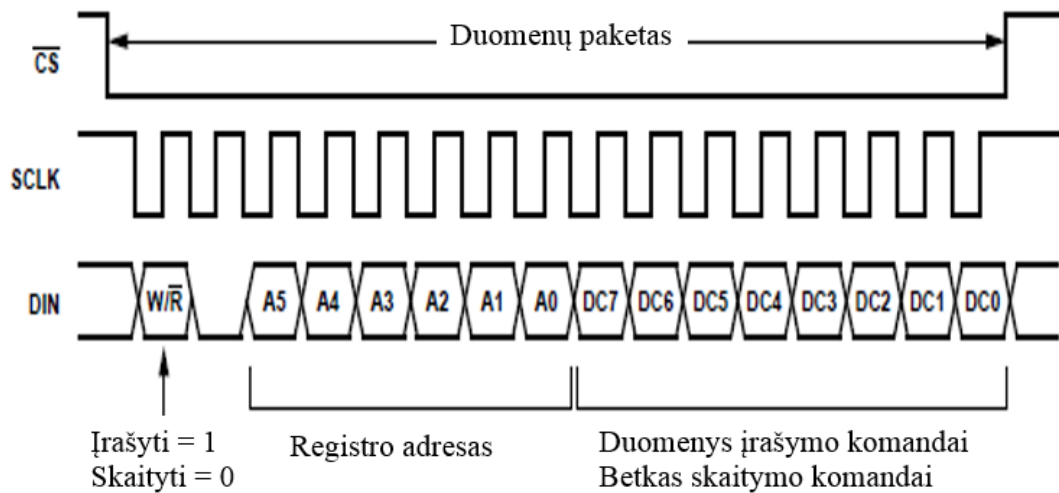 Duomenų paketas
C̅S̅
SCLK
DIN
W/R̅ A5 A4 A3 A2 A1 A0 DC7 DC6 DC5 DC4 DC3 DC2 DC1 DC0
Įrašyti = 1
Skaityti = 0
Registro adresas
Duomenys įrašymo komandai
Betkas skaitymo komandai